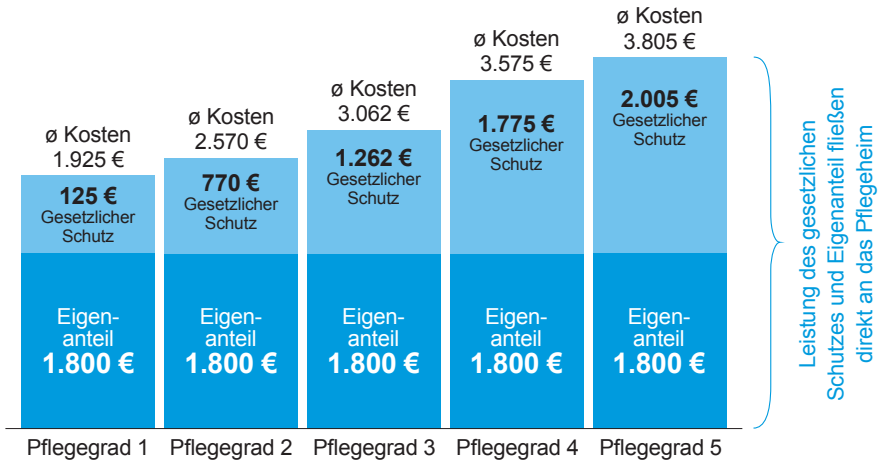 ø Kosten
1.925 €
125 €
Gesetzlicher
Schutz
Eigen-
anteil
1.800 €
Pflegegrad 1
ø Kosten
2.570 €
770 €
Gesetzlicher
Schutz
Eigen-
anteil
1.800 €
Pflegegrad 2
ø Kosten
3.062 €
1.262 €
Gesetzlicher
Schutz
Eigen-
anteil
1.800 €
Pflegegrad 3
ø Kosten
3.575 €
1.775 €
Gesetzlicher
Schutz
Eigen-
anteil
1.800 €
Pflegegrad 4
ø Kosten
3.805 €
2.005 €
Gesetzlicher
Schutz
Eigen-
anteil
1.800 €
Pflegegrad 5
Leistung des gesetzlichen
Schutzes und Eigenanteil fließen
direkt an das Pflegeheim